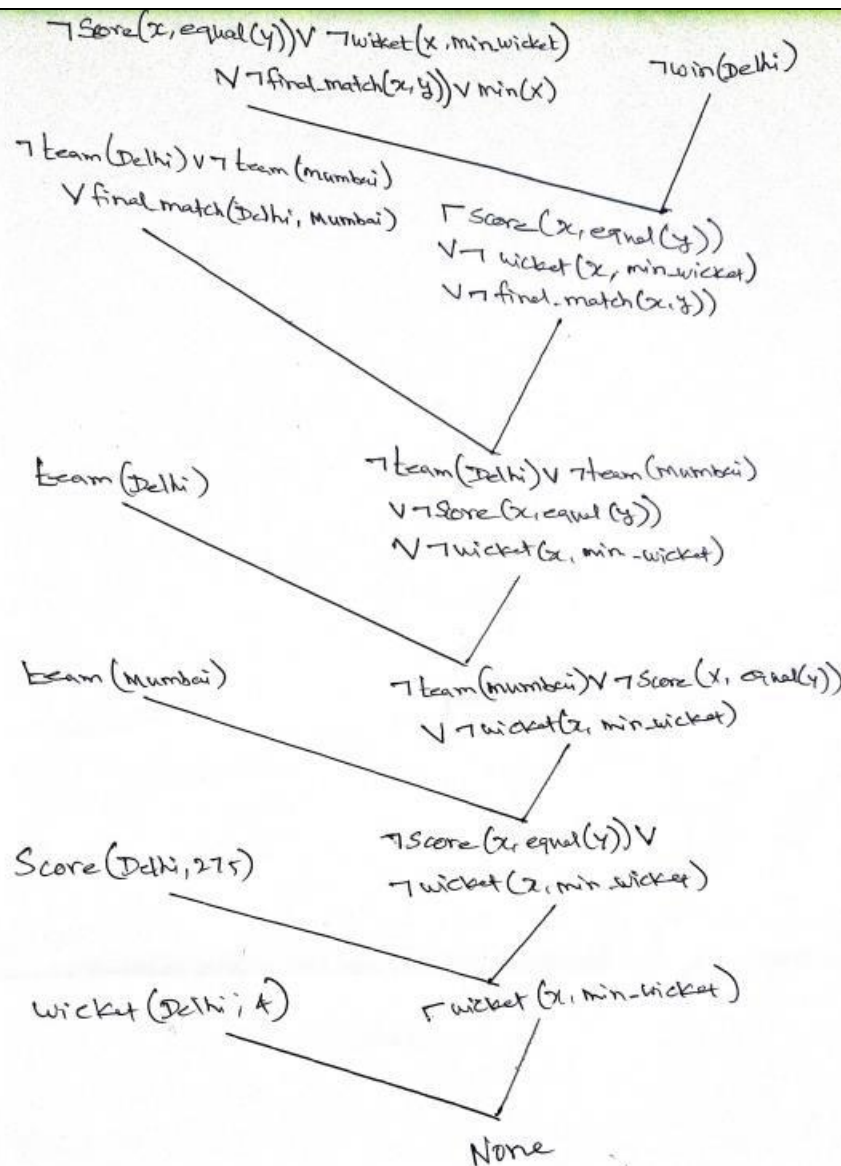 ¬Score(x, equal(y)) V ¬wicket(x, min_wicket)
V ¬final_match(x, y)) V min(x)
¬win(Delhi)
¬team(Delhi) V ¬team(mumbai)
V final_match(Delhi, Mumbai)
┌ Score(x, equal(y))
V ¬ wicket(x, min_wicket)
V ¬ final_match(x, y))
team(Delhi)
¬team(Delhi) V ¬team(mumbai)
V ¬Score(x, equal(y))
V ¬wicket(x, min_wicket)
team(Mumbai)
¬team(mumbai) V ¬Score(x, equal(y))
V ¬wicket(x, min_wicket)
Score(Delhi, 275)
¬Score(x, equal(y)) V
¬wicket(x, min_wicket)
wicket(Delhi, 4)
┌ wicket(x, min_wicket)
None